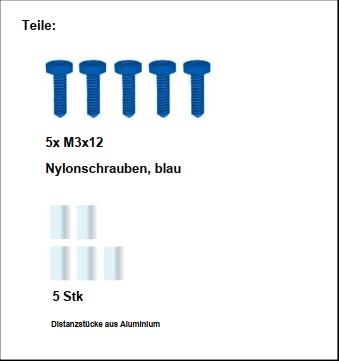 Teile:
5x M3x12
Nylonschrauben, blau
5 Stk
Distanzstücke aus Aluminium